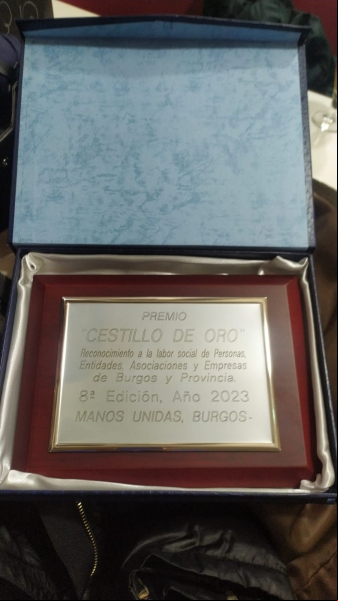 PREMIO
"CESTILLO DE ORO"
Reconocimiento a la labor social de Personas,
Entidades, Asociaciones y Empresas
de Burgos y Provincia.
8ª Edición, Año 2023
MANOS UNIDAS, BURGOS-